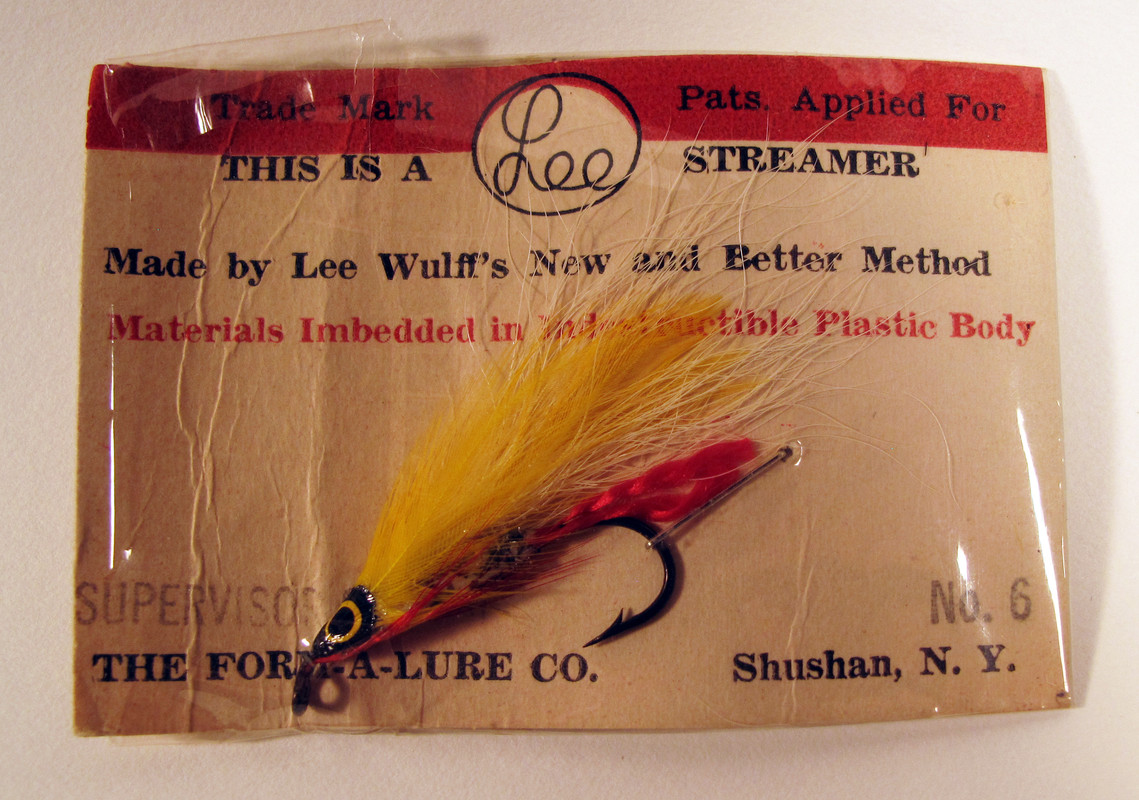 Trade Mark Lee Pats. Applied For
THIS IS A STREAMER
Made by Lee Wulff's New and Better Method
Materials Imbedded in Indestructible Plastic Body
SUPERVISOR No. 6
THE FORM-A-LURE CO. Shushan, N. Y.